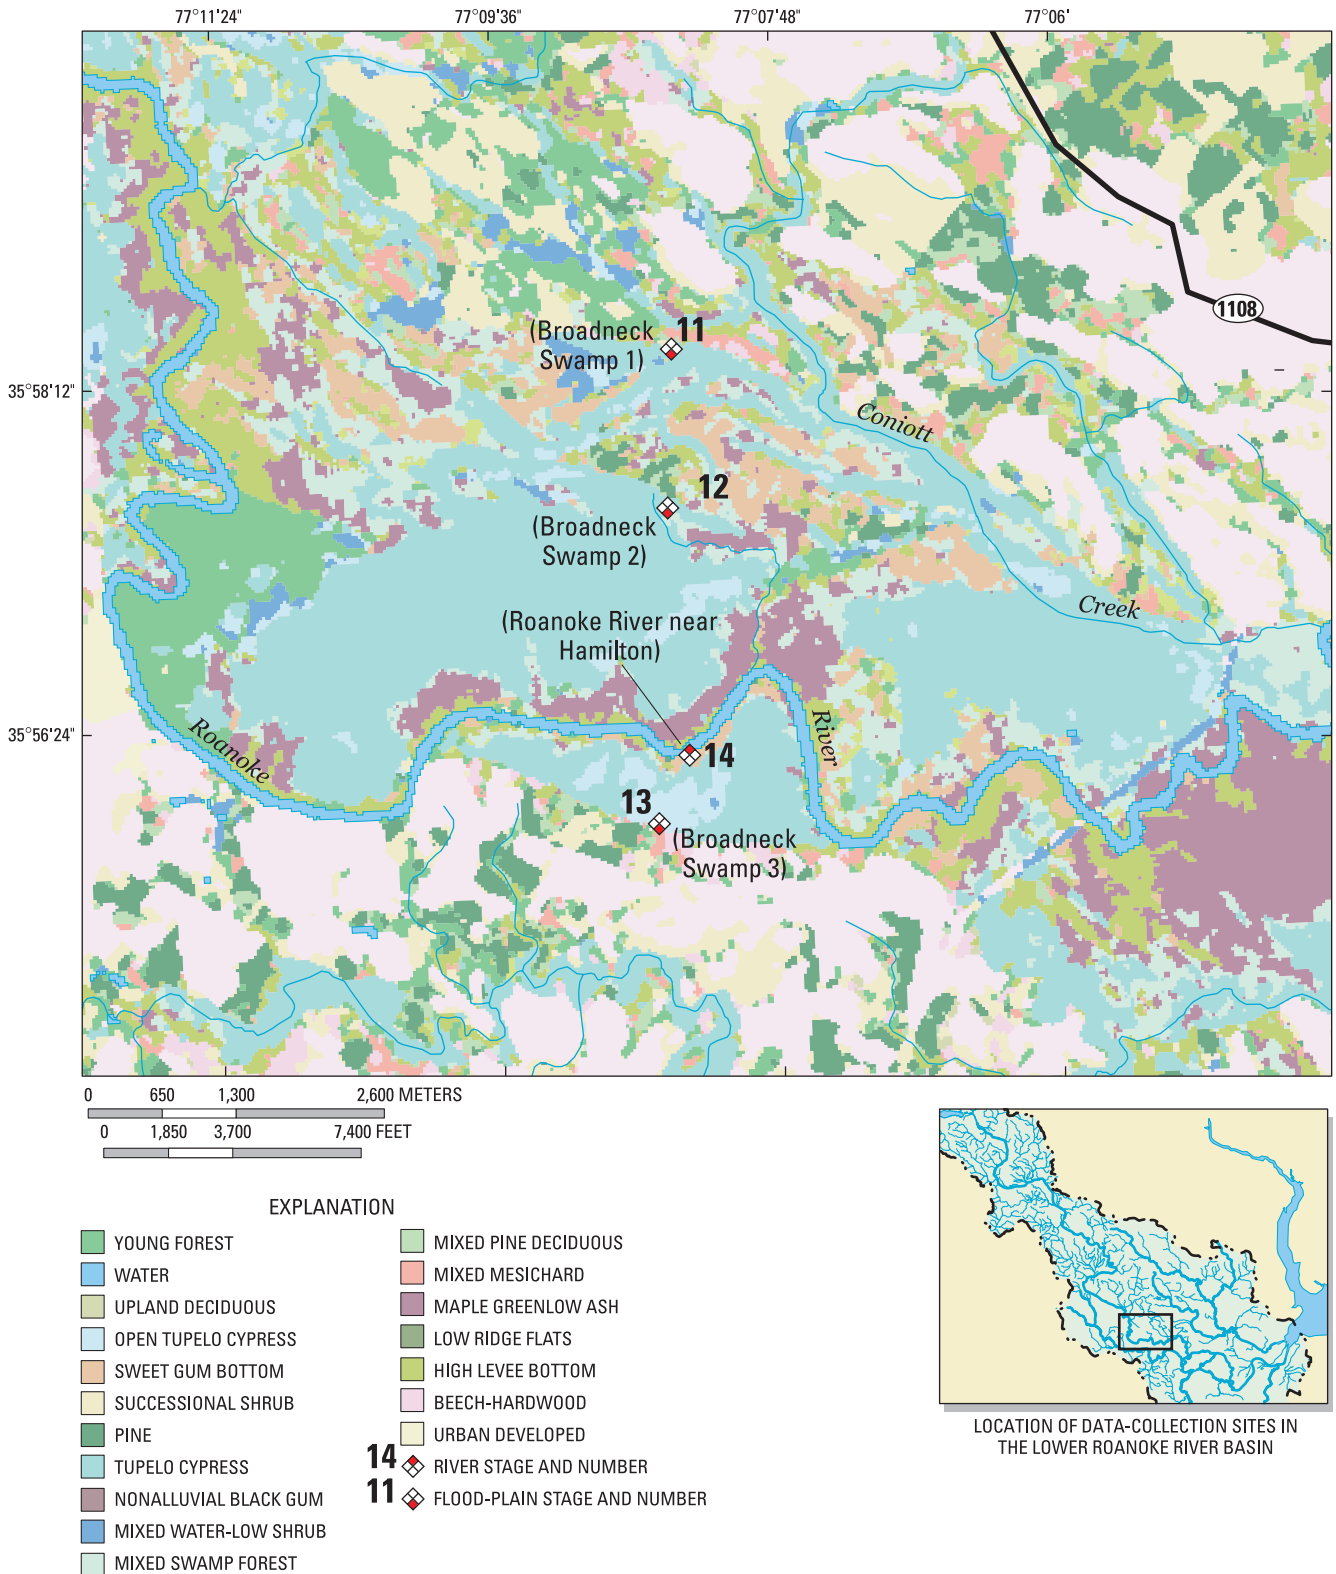 77°11'24"
77°09'36"
77°07'48"
77°06'
1108
(Broadneck
Swamp 1)
11
35°58'12"
Coniott
12
(Broadneck
Swamp 2)
Creek
(Roanoke River near
Hamilton)
River
35°56'24"
Roanoke
14
13
(Broadneck
Swamp 3)
0 650 1,300 2,600 METERS
0 1,850 3,700 7,400 FEET
EXPLANATION
YOUNG FOREST
WATER
UPLAND DECIDUOUS
OPEN TUPELO CYPRESS
SWEET GUM BOTTOM
SUCCESSIONAL SHRUB
PINE
TUPELO CYPRESS
NONALLUVIAL BLACK GUM
MIXED WATER-LOW SHRUB
MIXED SWAMP FOREST
MIXED PINE DECIDUOUS
MIXED MESICHARD
MAPLE GREENLOW ASH
LOW RIDGE FLATS
HIGH LEVEE BOTTOM
BEECH-HARDWOOD
URBAN DEVELOPED
14 RIVER STAGE AND NUMBER
11 FLOOD-PLAIN STAGE AND NUMBER
LOCATION OF DATA-COLLECTION SITES IN
THE LOWER ROANOKE RIVER BASIN